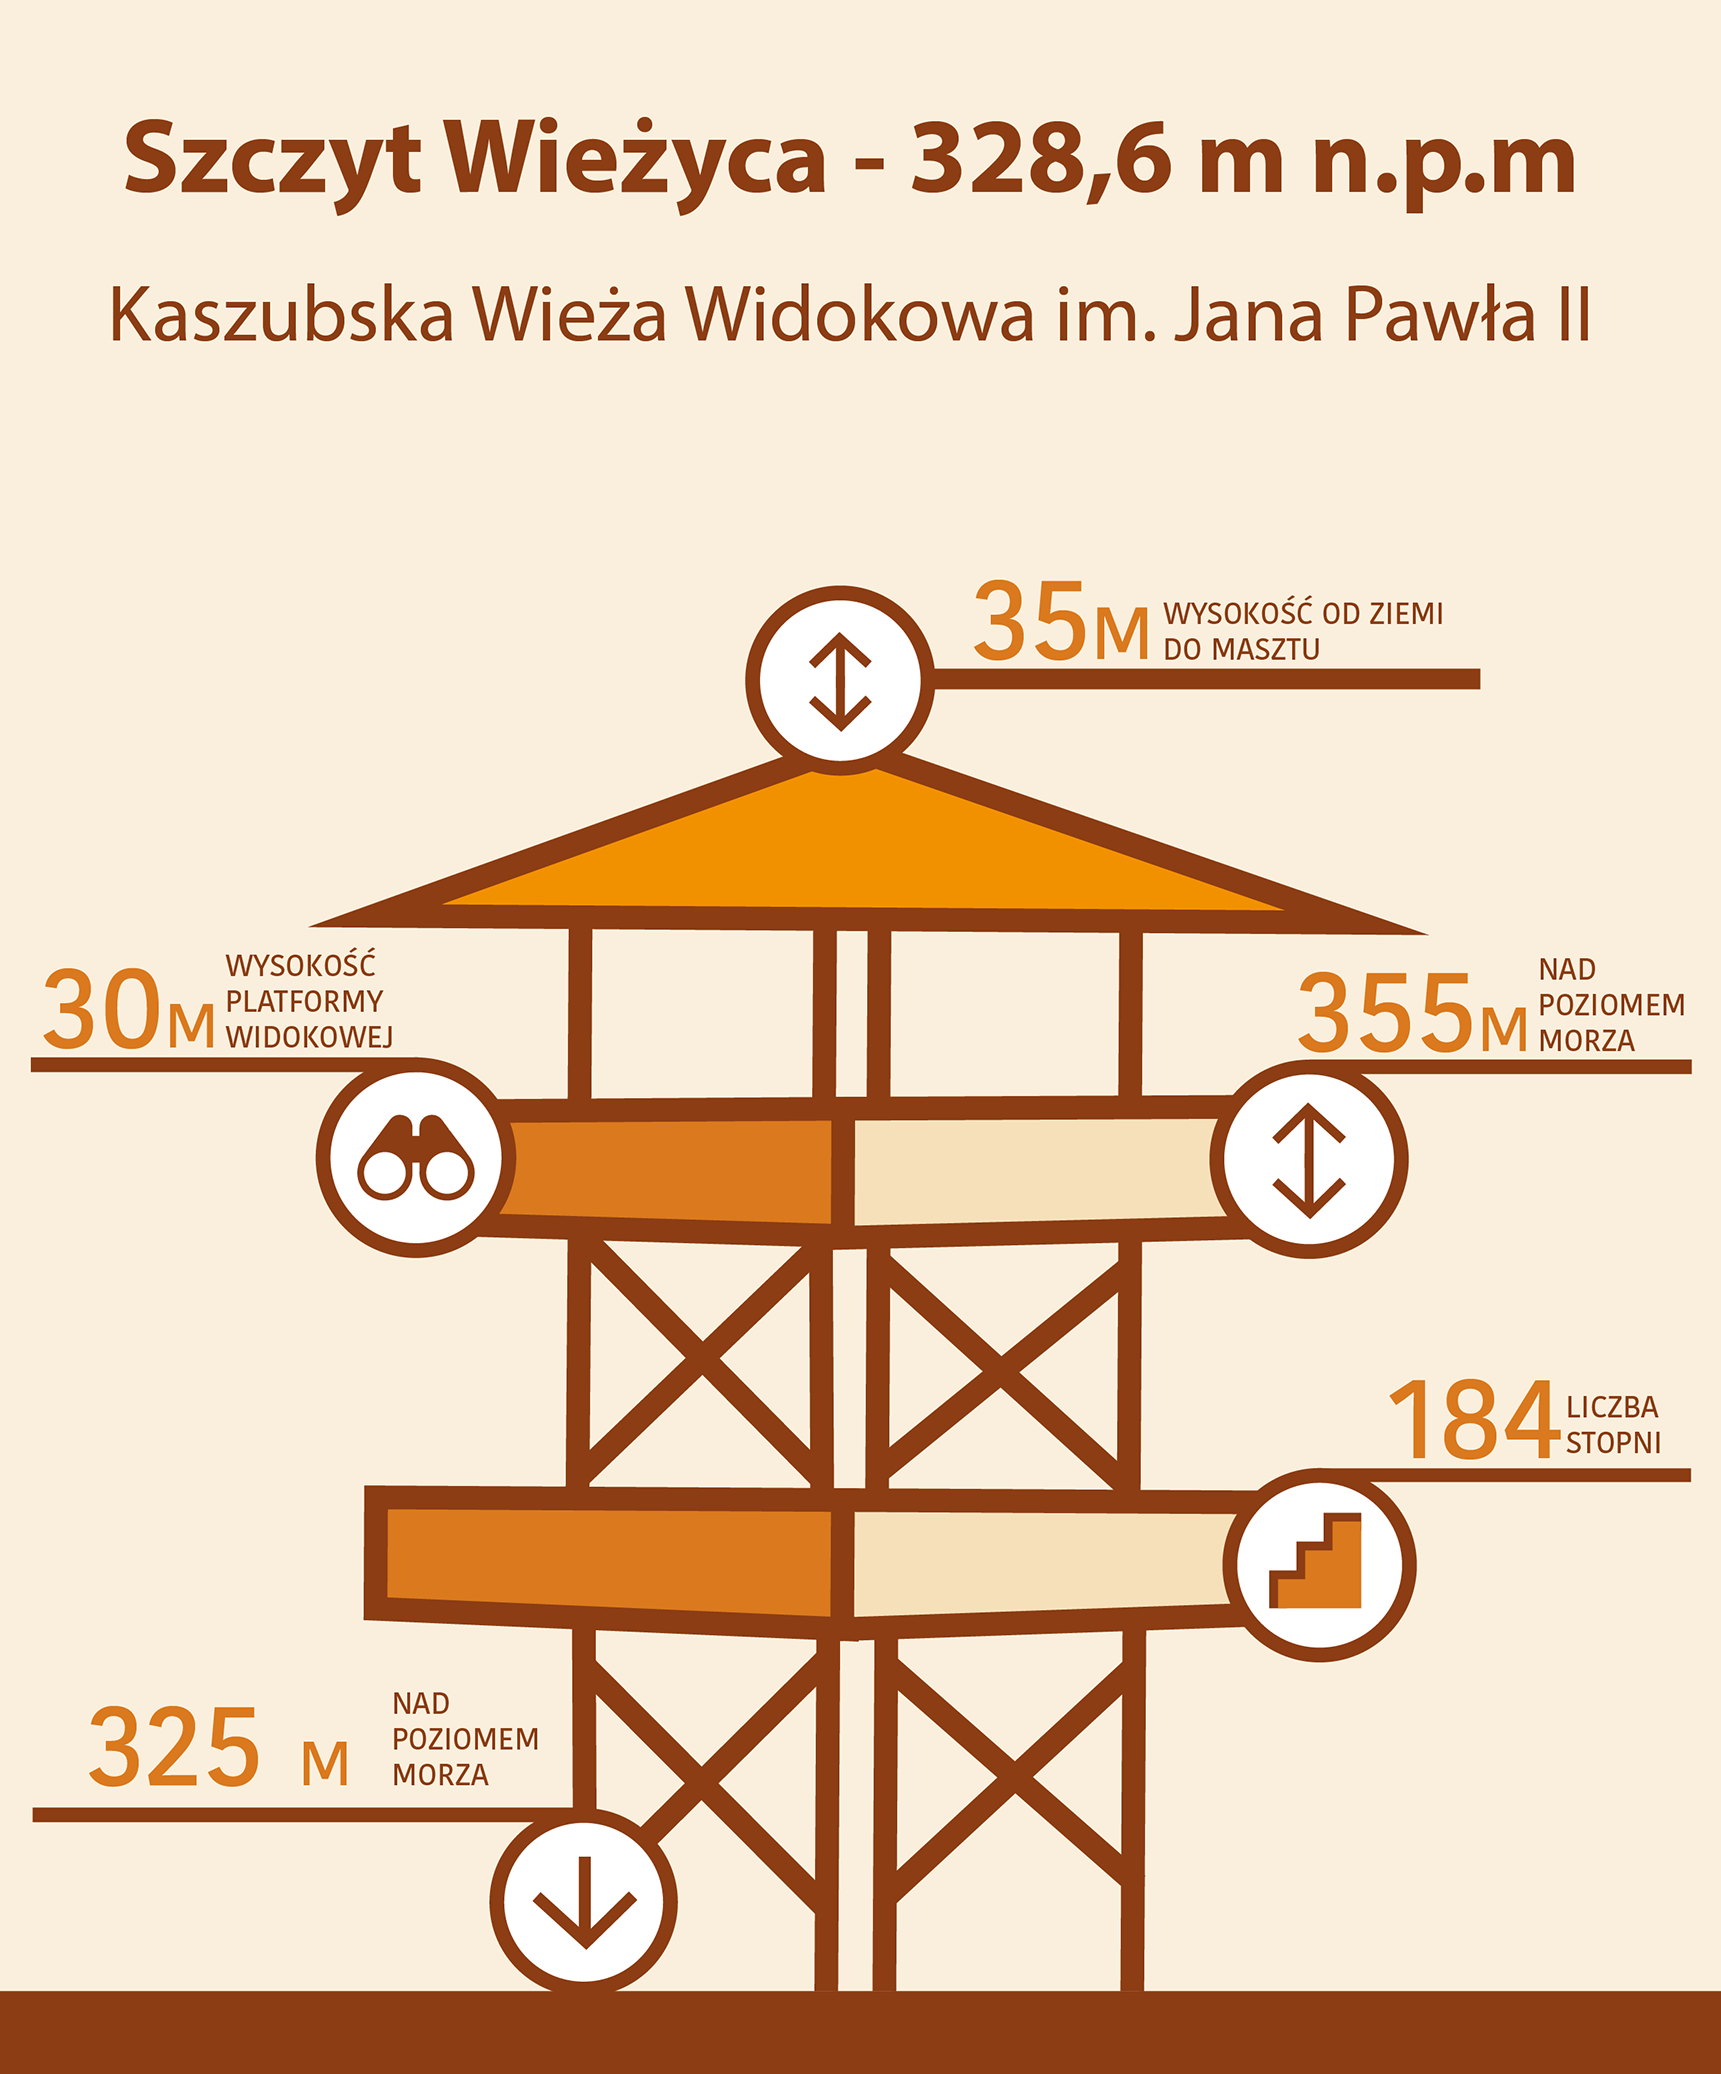 Szczyt Wieżyca - 328,6 m n.p.m
Kaszubska Wieża Widokowa im. Jana Pawła II
35M WYSOKOŚĆ OD ZIEMI
DO MASZTU
30M WYSOKOŚĆ
PLATFORMY
WIDOKOWEJ
355M NAD
POZIOMEM
MORZA
184 LICZBA
STOPNI
325 M NAD
POZIOMEM
MORZA